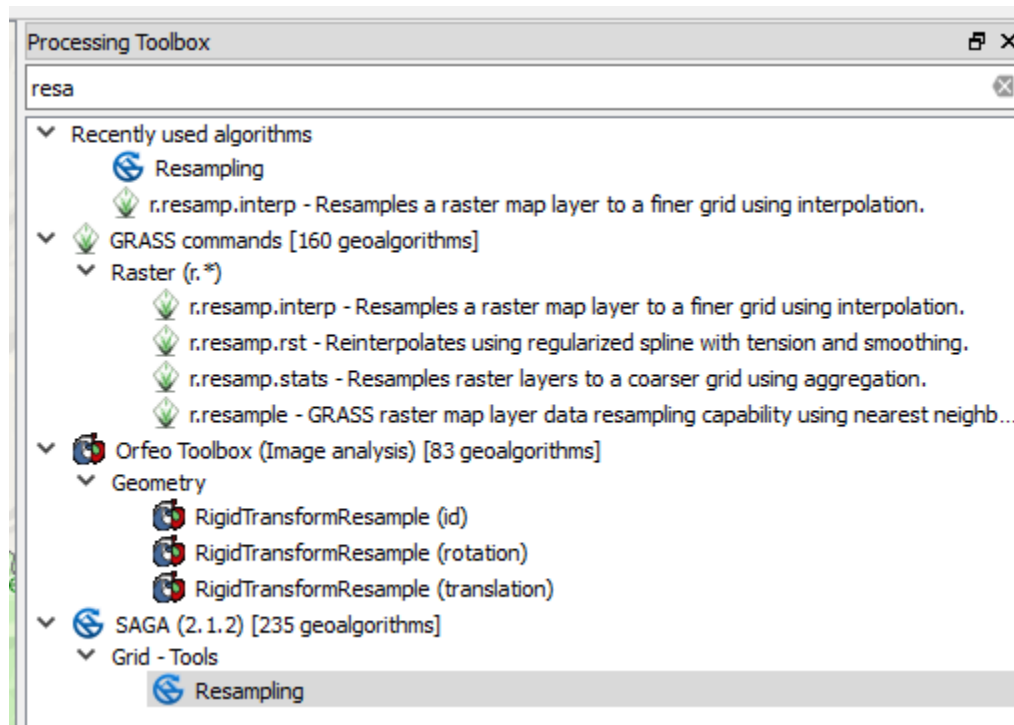 Processing Toolbox
resa
Recently used algorithms
Resampling
r.resamp.interp - Resamples a raster map layer to a finer grid using interpolation.
GRASS commands [160 geoalgorithms]
Raster (r.*)
r.resamp.interp - Resamples a raster map layer to a finer grid using interpolation.
r.resamp.rst - Reinterpolates using regularized spline with tension and smoothing.
r.resamp.stats - Resamples raster layers to a coarser grid using aggregation.
r.resample - GRASS raster map layer data resampling capability using nearest neighb...
Orfeo Toolbox (Image analysis) [83 geoalgorithms]
Geometry
RigidTransformResample (id)
RigidTransformResample (rotation)
RigidTransformResample (translation)
SAGA (2.1.2) [235 geoalgorithms]
Grid - Tools
Resampling